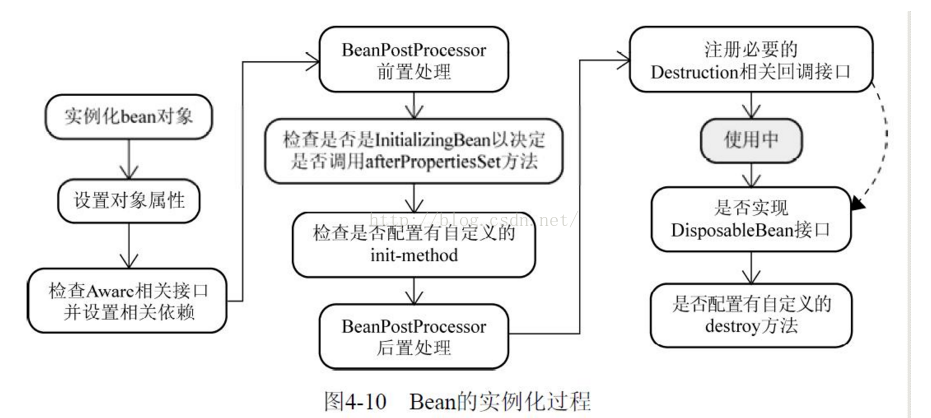 实例化bean对象
设置对象属性
检查Aware相关接口
并设置相关依赖
BeanPostProcessor
前置处理
检查是否是InitializingBean以决定
是否调用afterPropertiesSet方法
检查是否配置有自定义的
init-method
BeanPostProcessor
后置处理
注册必要的
Destruction相关回调接口
使用中
是否实现
DisposableBean接口
是否配置有自定义的
destroy方法
http://blog.csdn.net/
图4-10 Bean的实例化过程